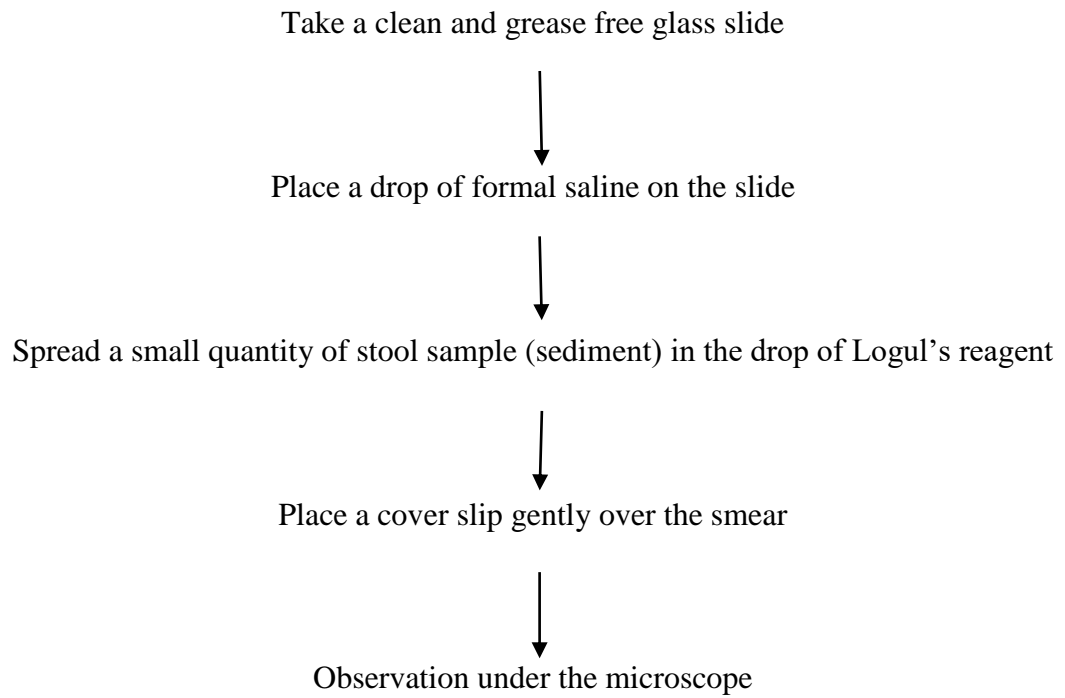 Take a clean and grease free glass slide
Place a drop of formal saline on the slide
Spread a small quantity of stool sample (sediment) in the drop of Logul’s reagent
Place a cover slip gently over the smear
Observation under the microscope